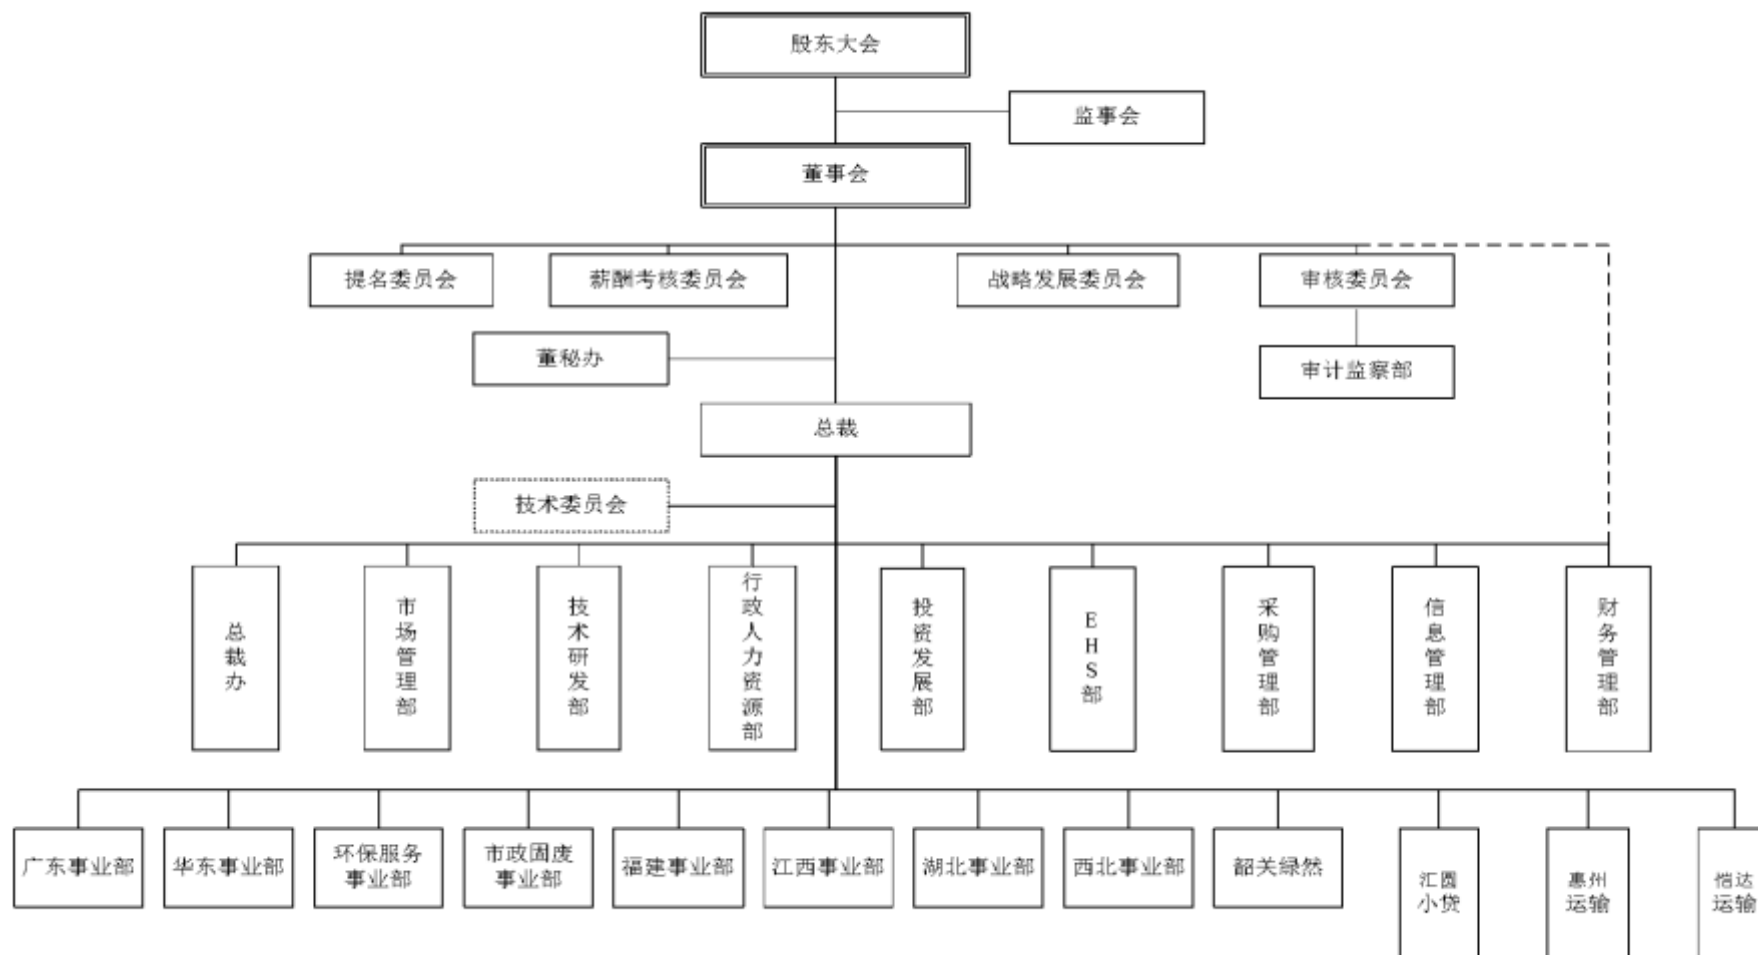 股东大会
监事会
董事会
提名委员会
薪酬考核委员会
战略发展委员会
审核委员会
董秘办
审计监察部
总裁
技术委员会
总裁办
市场管理部
技术研发部
行政人力资源部
投资发展部
EHS部
采购管理部
信息管理部
财务管理部
广东事业部
华东事业部
环保服务
事业部
市政固废
事业部
福建事业部
江西事业部
湖北事业部
西北事业部
韶关绿然
汇圆
小贷
惠州
运输
恺达
运输